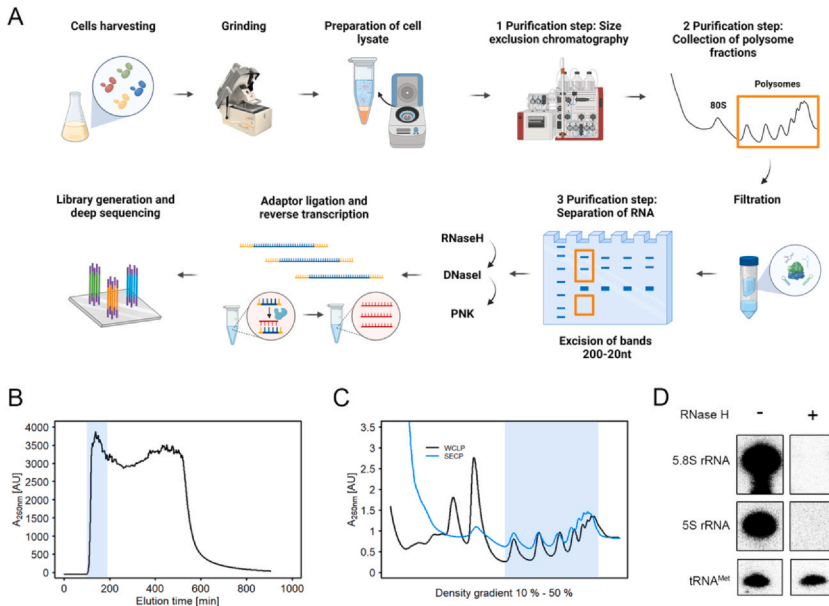 A
Cells harvesting
Grinding
Preparation of cell
lysate
1 Purification step: Size
exclusion chromatography
2 Purification step:
Collection of polysome
fractions
80S
Polysomes
Library generation and
deep sequencing
Adaptor ligation and
reverse transcription
RNaseH
DNaseI
PNK
3 Purification step:
Separation of RNA
Excision of bands
200-20nt
Filtration
B
A260nm [AU]
4000
3500
3000
2500
2000
1500
1000
500
0
0 200 400 600 800 1000
Elution time [min]
C
A260nm [AU]
3.5
3
2.5
2
1.5
1
0.5
0
WCLP
SECP
Density gradient 10 % - 50 %
D
RNase H - +
5.8S rRNA
5S rRNA
tRNAMet